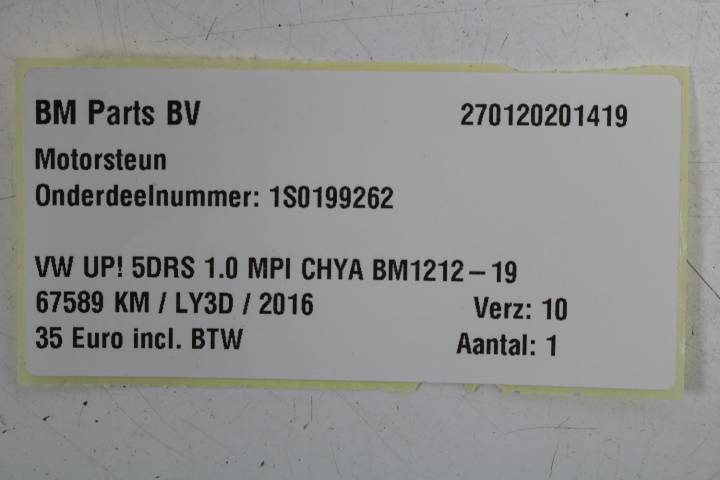 BM Parts BV 270120201419
Motorsteun
Onderdeelnummer: 1S0199262
VW UP! 5DRS 1.0 MPI CHYA BM1212-19
67589 KM / LY3D / 2016 Verz: 10
35 Euro incl. BTW Aantal: 1